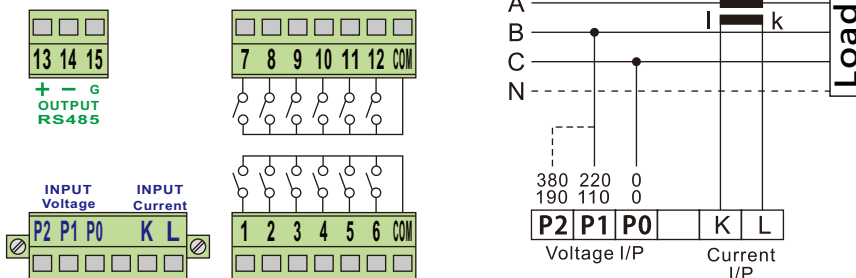 13 14 15
+ − G
OUTPUT
RS485
7 8 9 10 11 12 COM
INPUT
Voltage
INPUT
Current
P2 P1 P0 K L
1 2 3 4 5 6 COM
A
B
C
N
l k
Load
380 220 0
190 110 0
P2 P1 P0 K L
Voltage I/P
Current
I/P